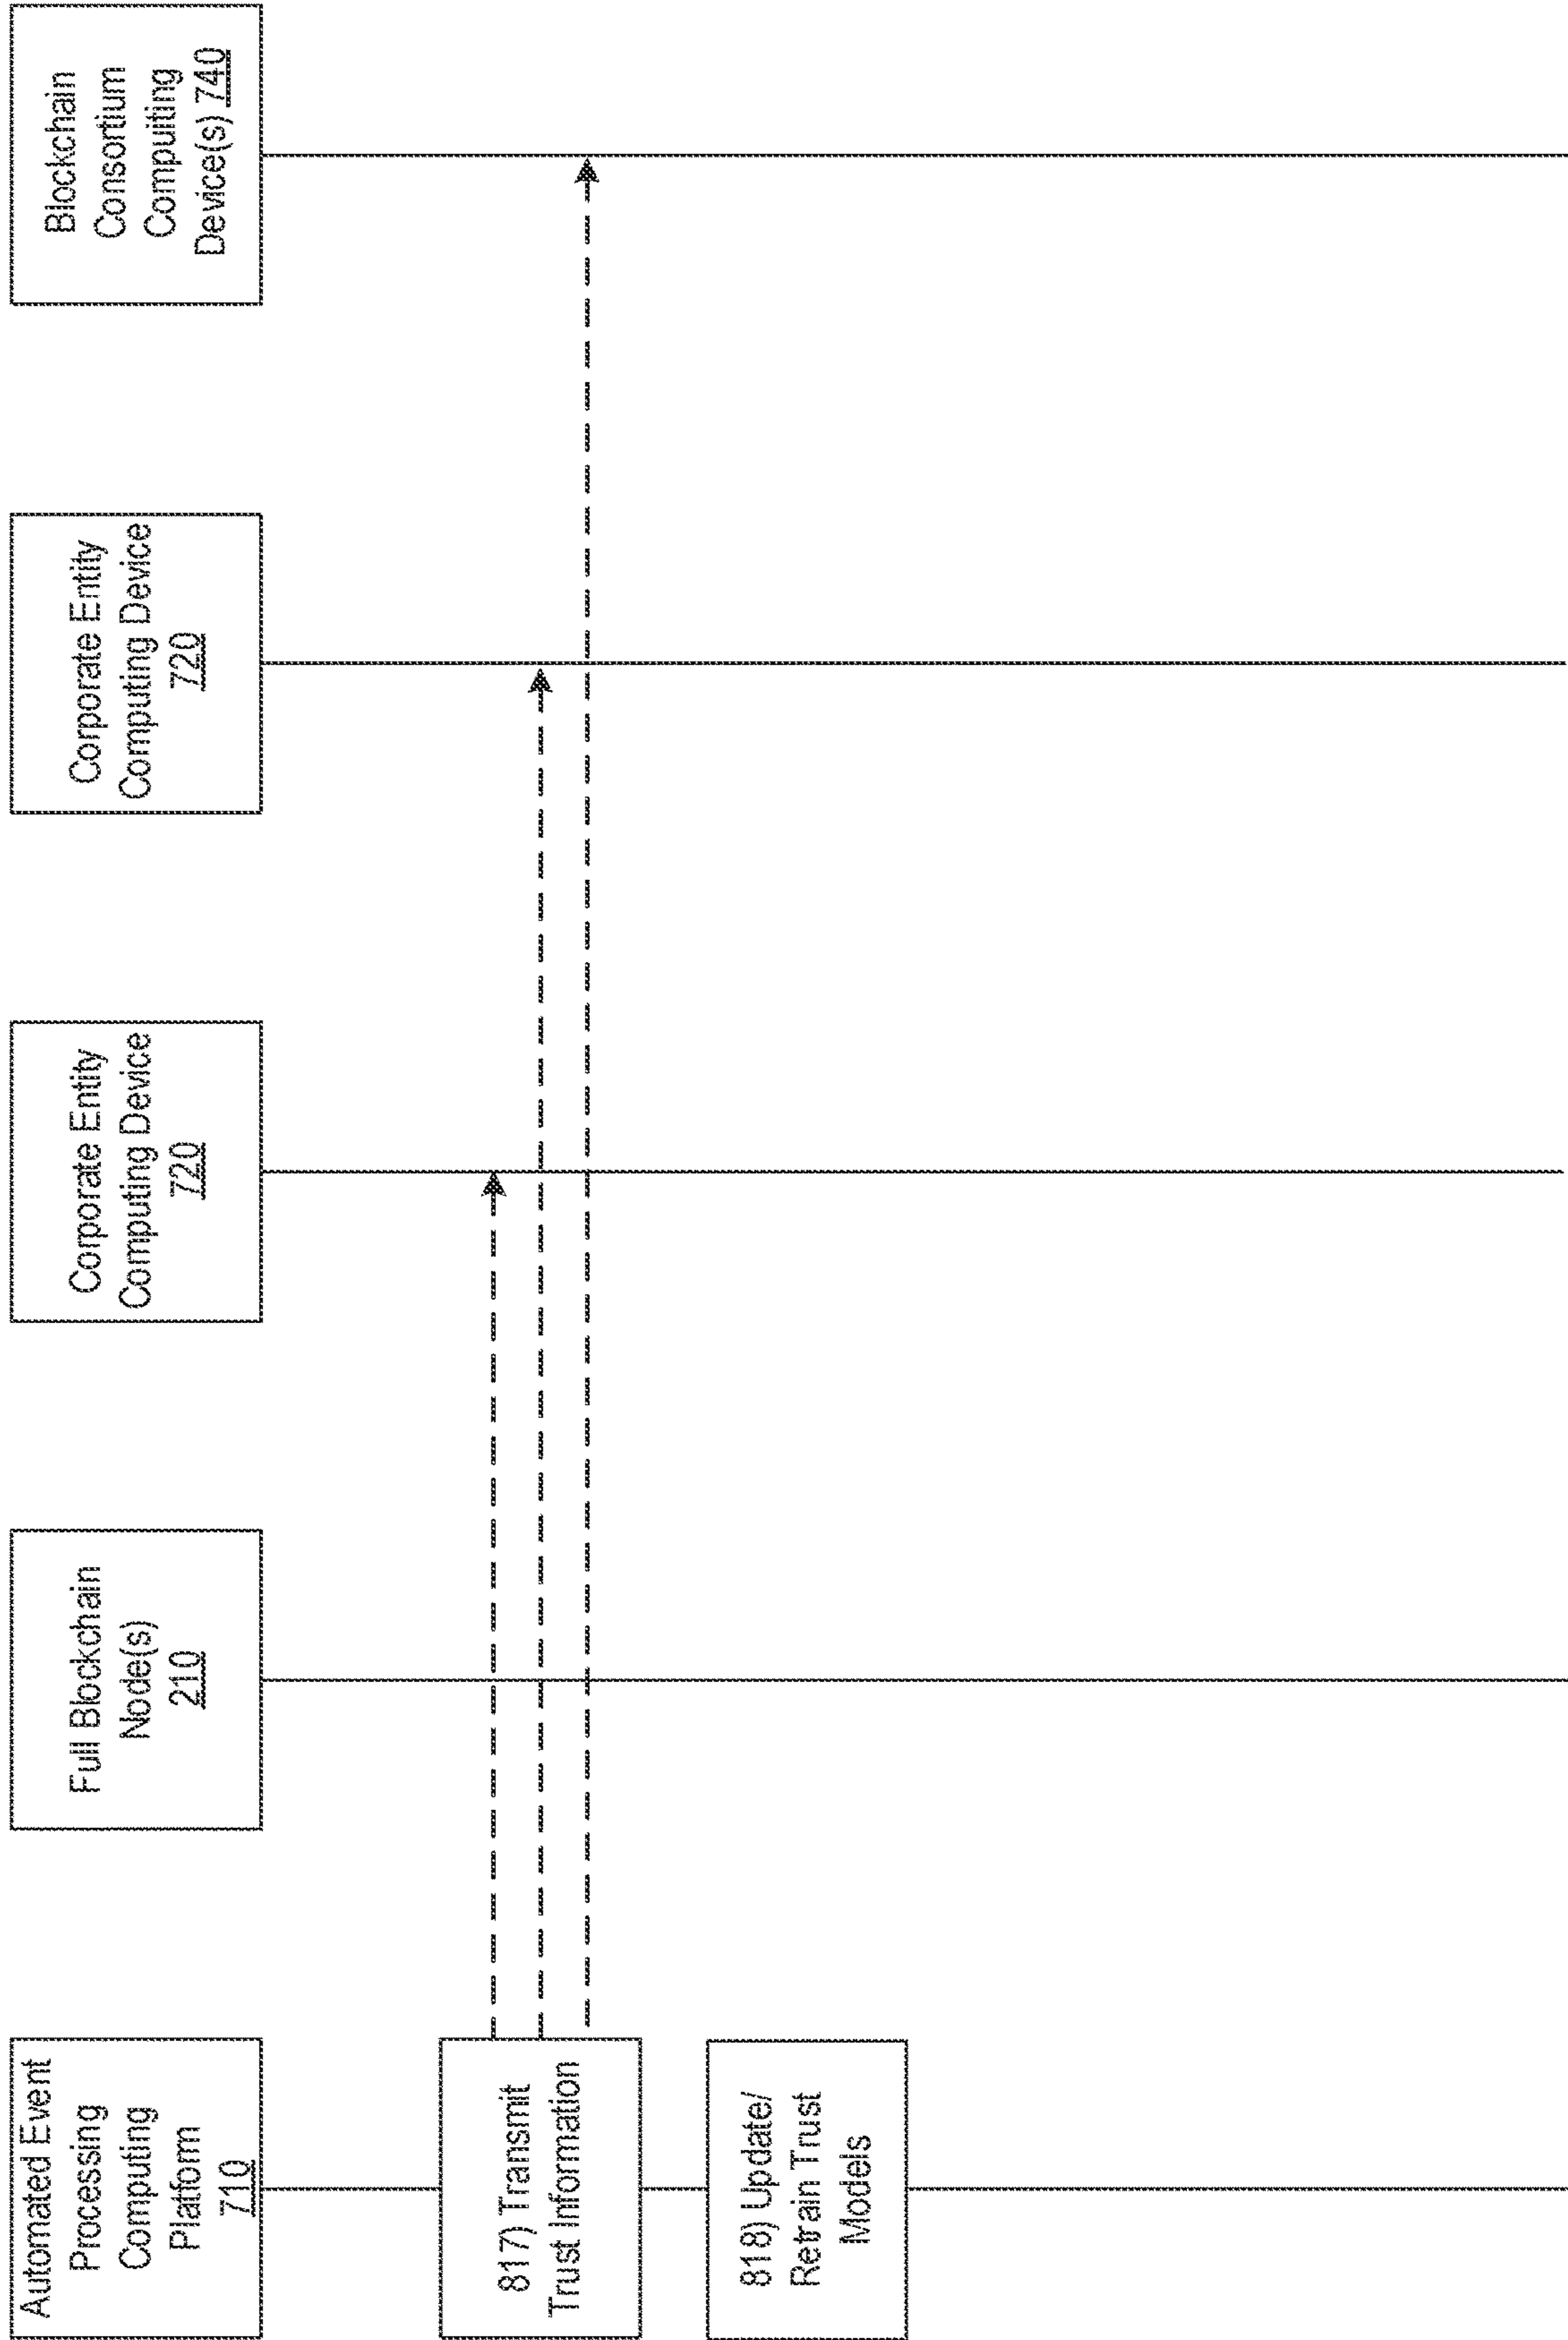 Automated Event
Processing
Computing
Platform
710
Full Blockchain
Node(s)
210
Corporate Entity
Computing Device
720
Corporate Entity
Computing Device
720
Blockchain
Consortium
Compuiting
Device(s) 740
817) Transmit
Trust Information
818) Update/
Retrain Trust
Models